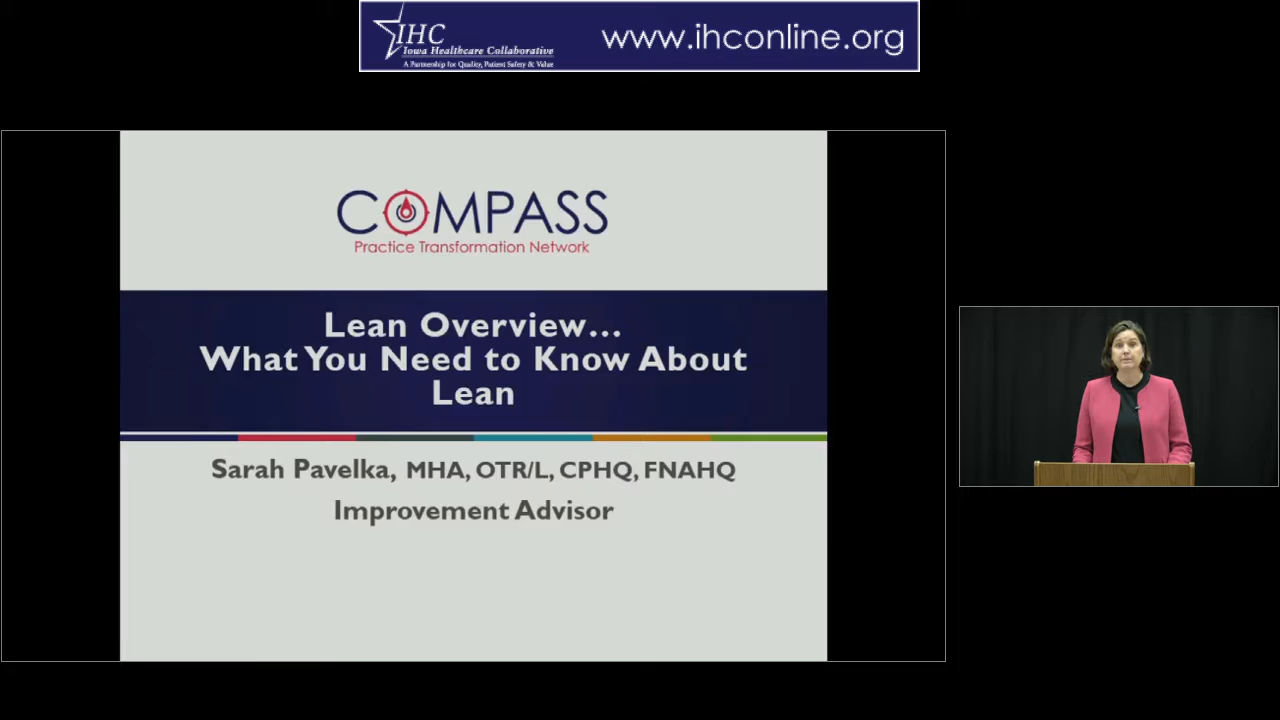 IHC
Iowa Healthcare Collaborative
A Partnership for Quality, Patient Safety & Value
www.ihconline.org
COMPASS
Practice Transformation Network
Lean Overview...
What You Need to Know About
Lean
Sarah Pavelka, MHA, OTR/L, CPHQ, FNAHQ
Improvement Advisor